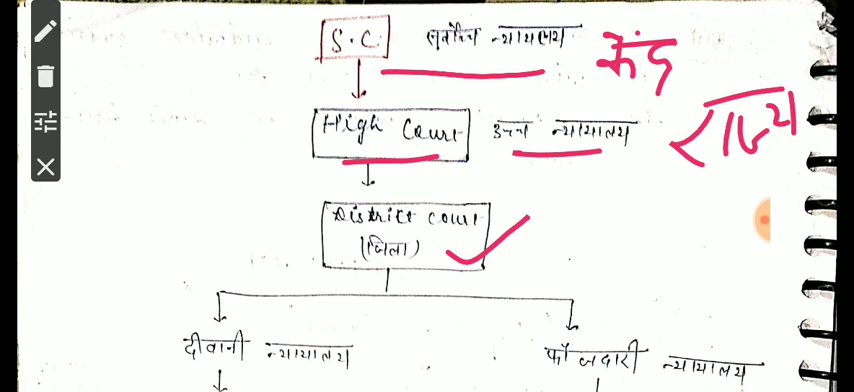 S.C. सर्वोच्च न्यायालय केंद्र
High Court उच्च न्यायालय राज्य
District Court
(जिला)
दीवानी न्यायालय फौजदारी न्यायालय